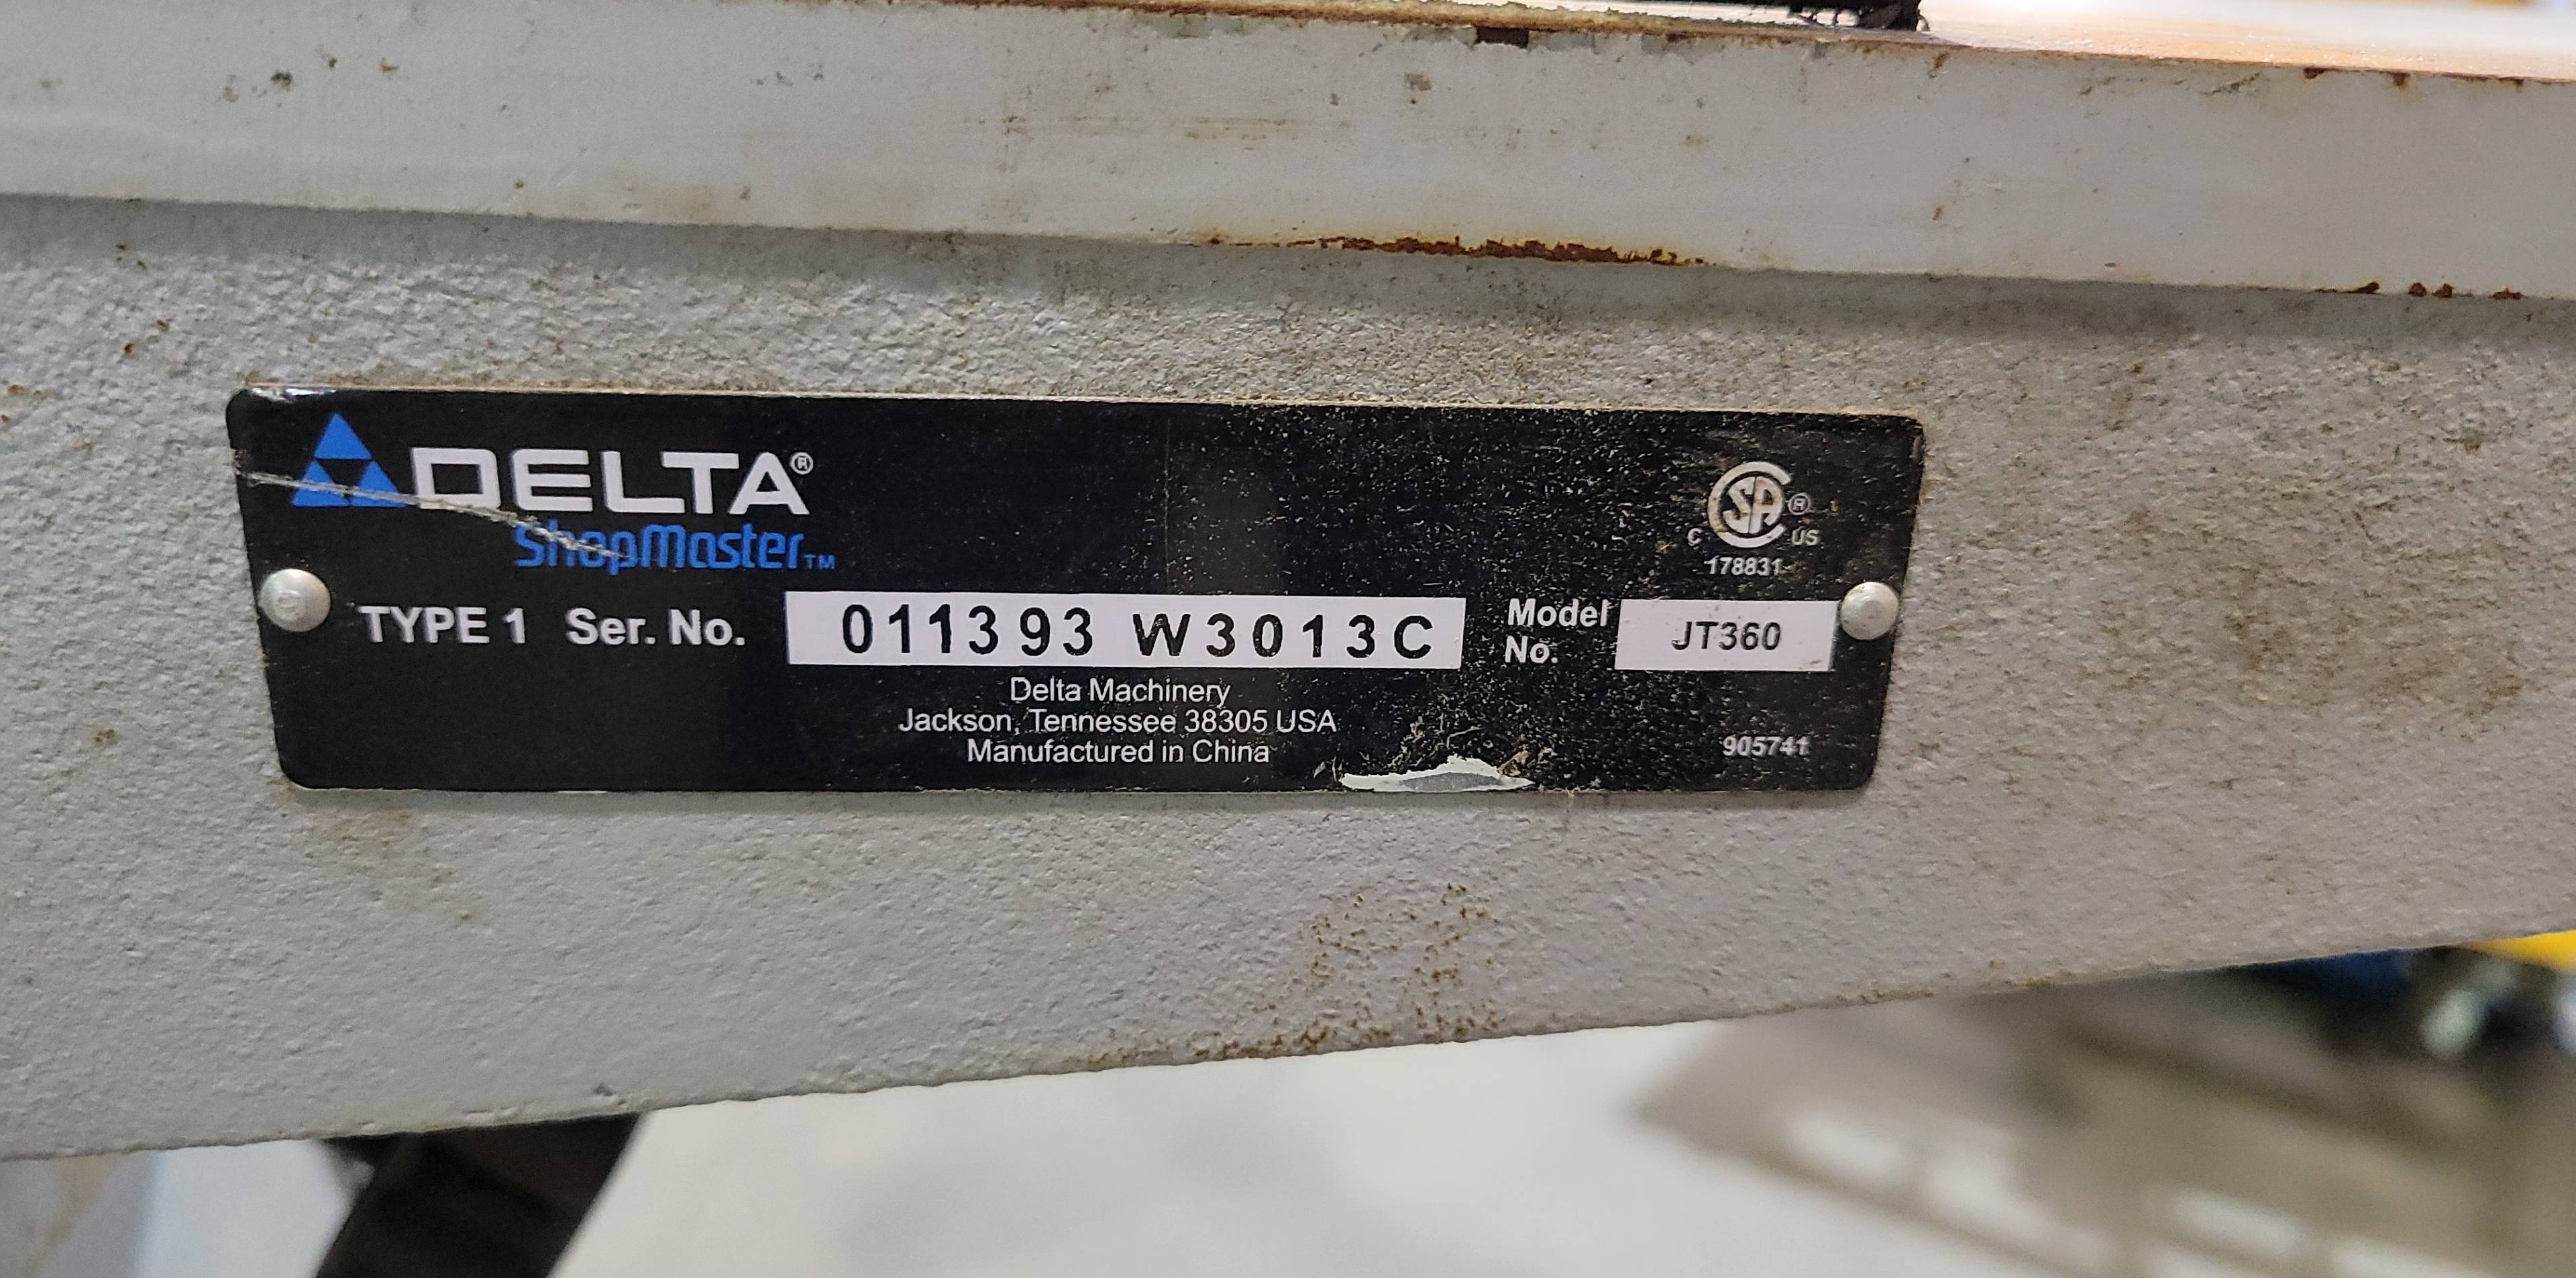 DELTA®
ShopMaster™
CSA®
C US
178831
TYPE 1 Ser. No. 011393 W3013C Model No. JT360
Delta Machinery
Jackson, Tennessee 38305 USA
Manufactured in China
905741